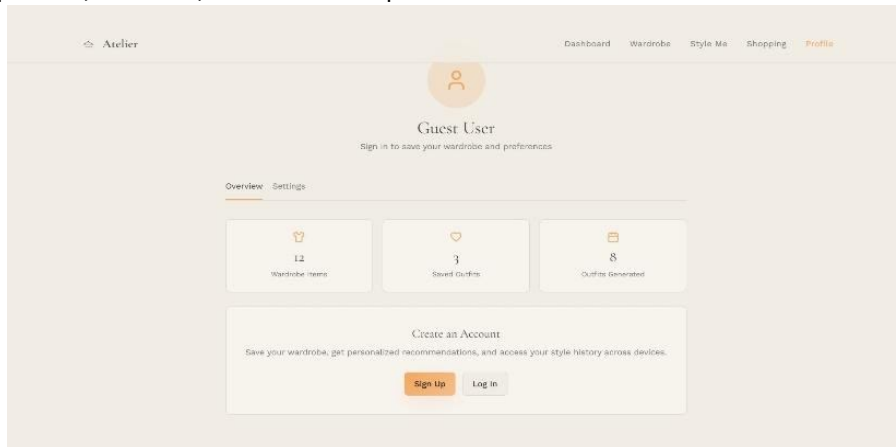 Atelier
Dashboard Wardrobe Style Me Shopping Profile
Guest User
Sign in to save your wardrobe and preferences
Overview Settings
12 3 8
Wardrobe Items Saved Outfits Outfits Generated
Create an Account
Save your wardrobe, get personalized recommendations, and access your style history across devices.
Sign Up Log In